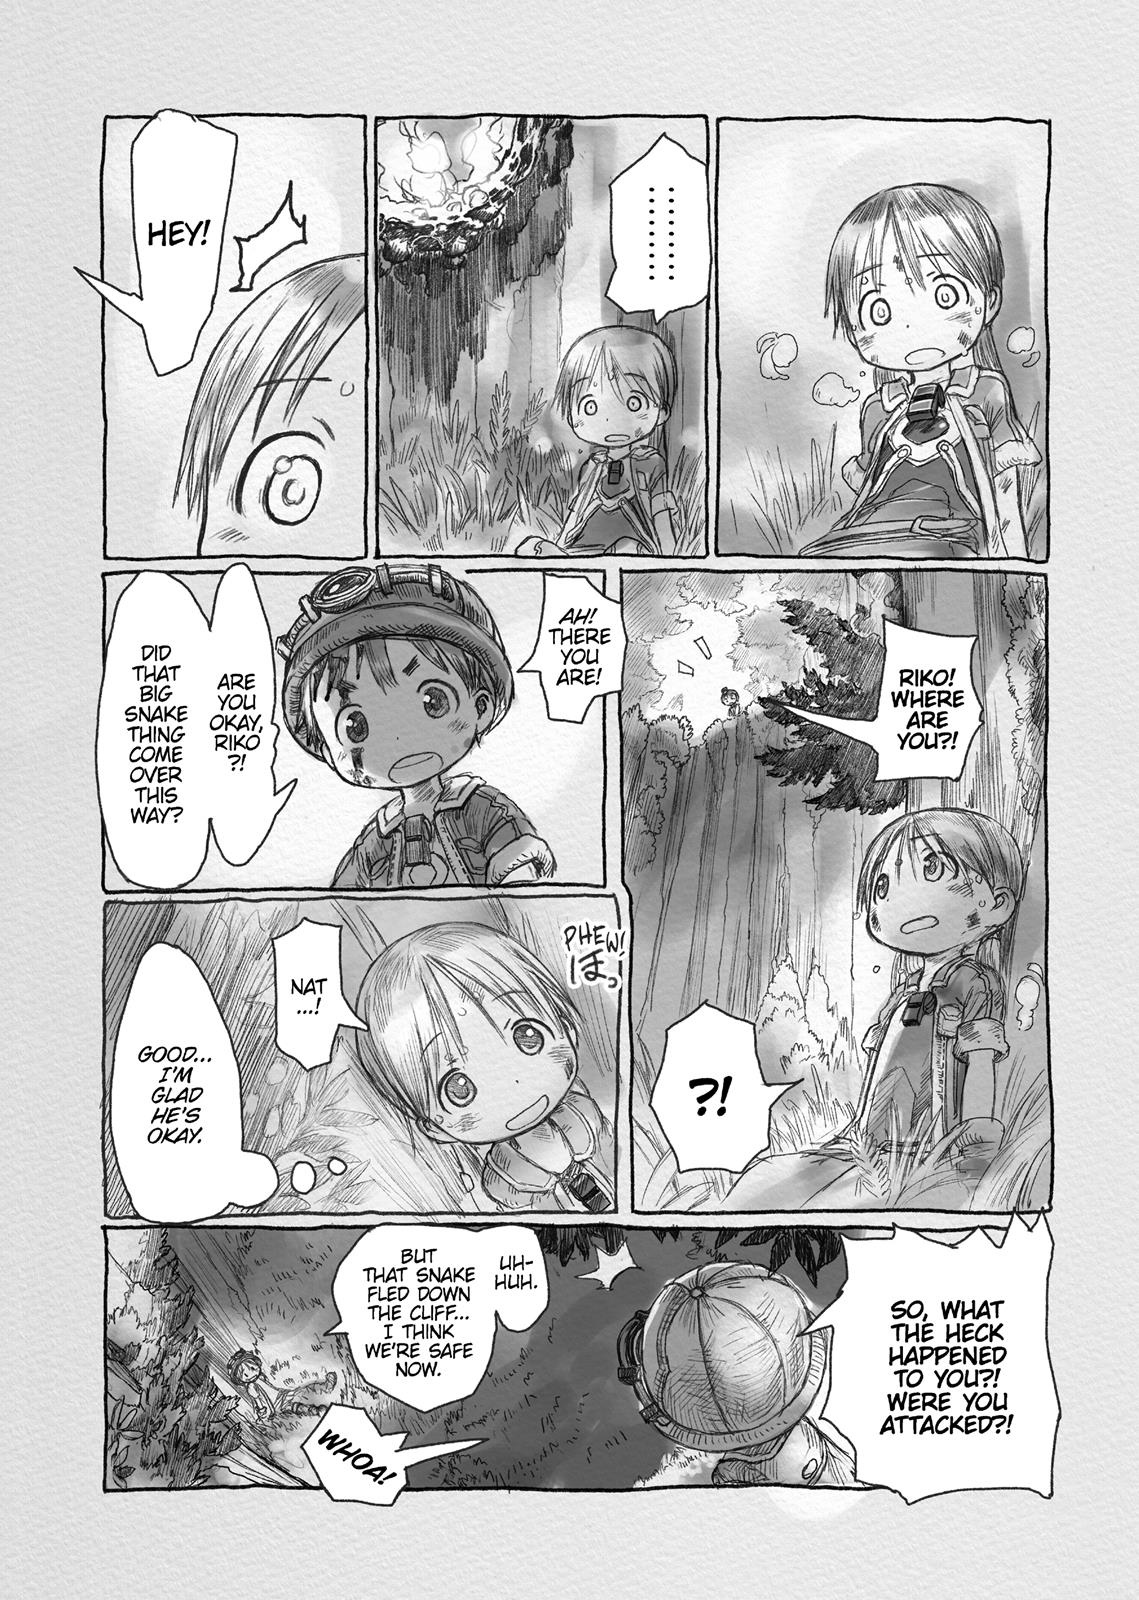 : : : : : : : : : :
HEY!
RIKO!
WHERE
ARE
YOU?!
?!
AH!
THERE
YOU
ARE!
ARE
YOU
OKAY,
RIKO
?!
DID
THAT
BIG
SNAKE
THING
COME
OVER
THIS
WAY?
PHEW!
ほっ
NAT
...!
GOOD...
I'M
GLAD
HE'S
OKAY.
SO, WHAT
THE HECK
HAPPENED
TO YOU?!
WERE YOU
ATTACKED?!
UH-
HUH.
BUT
THAT SNAKE
FLED DOWN
THE CLIFF...
I THINK
WE'RE SAFE
NOW.
WHOA!